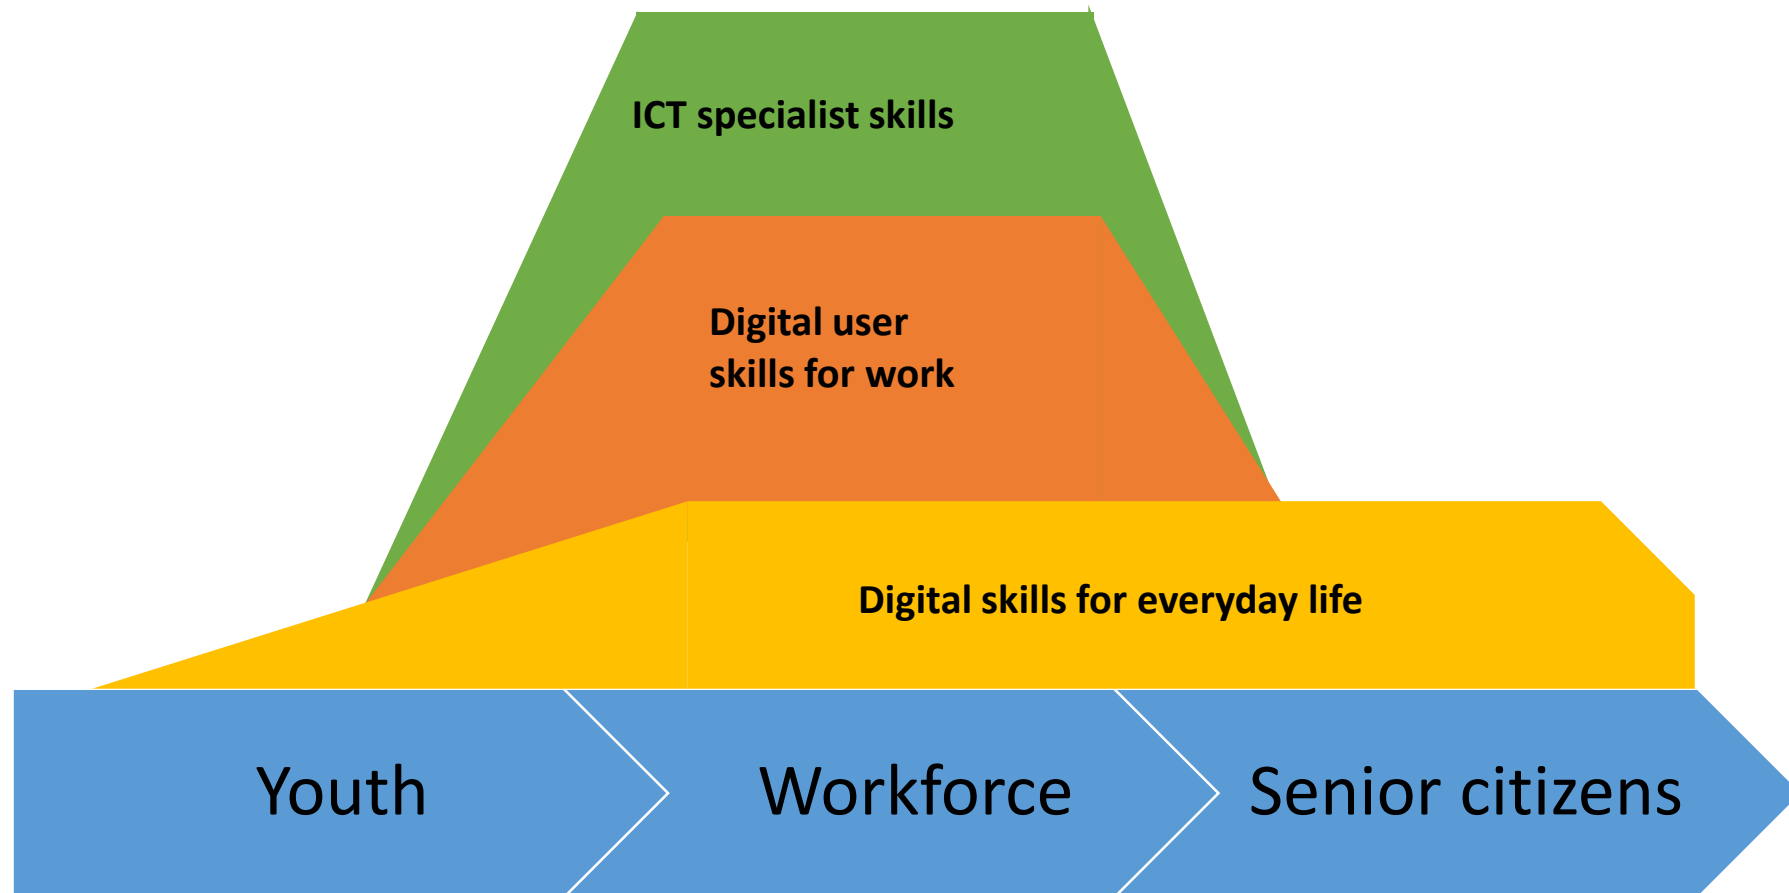 ICT specialist skills
Digital user
skills for work
Digital skills for everyday life
Youth
Workforce
Senior citizens